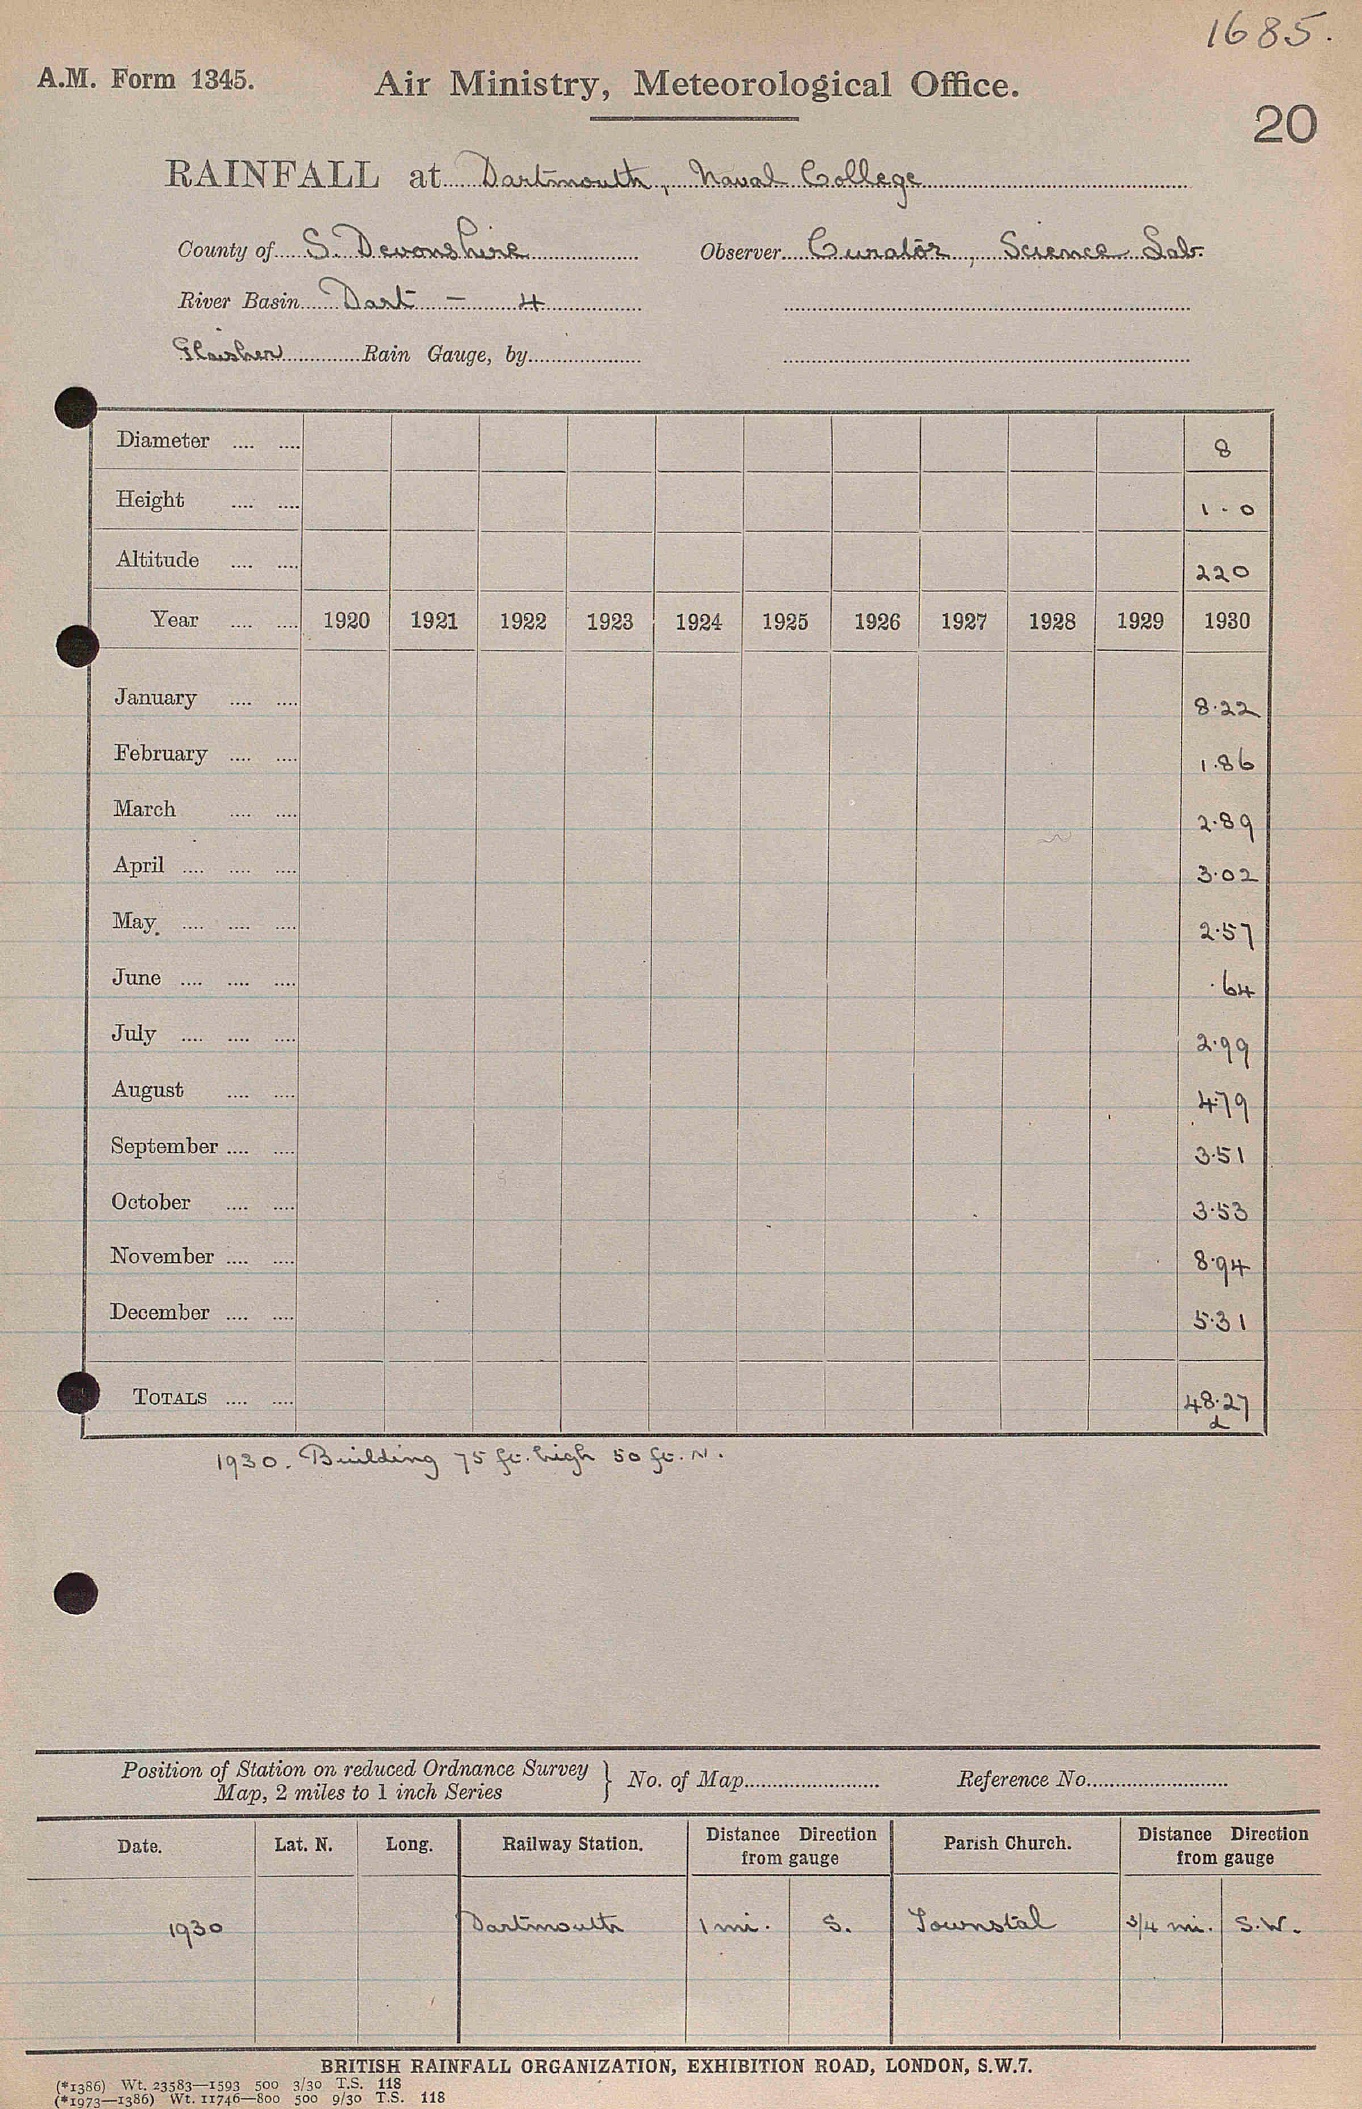 1685.
A.M. Form 1345.
Air Ministry, Meteorological Office.
20
RAINFALL at Dartmouth, Naval College
County of S. Devonshire Observer Curator, Science Lab.
River Basin Dart - 4
Glaisher Rain Gauge, by
Diameter .... .... 8
Height .... .... 1-0
Altitude .... .... 220
Year .... .... 1920 1921 1922 1923 1924 1925 1926 1927 1928 1929 1930
January .... .... 8.22
February .... .... 1.86
March .... .... 2.89
April .... .... .... 3.02
May .... .... .... 2.57
June .... .... .... .64
July .... .... .... 2.99
August .... .... 4.79
September .... .... 3.51
October .... .... 3.53
November .... .... 8.94
December .... .... 5.31
TOTALS .... .... 48.27
d
1930. Building 75 ft. high 50 ft. N.
Position of Station on reduced Ordnance Survey
Map, 2 miles to 1 inch Series } No. of Map Reference No.
Date. Lat. N. Long. Railway Station. Distance Direction from gauge Parish Church. Distance Direction from gauge
1930 Dartmouth 1 mi. S. Townstal 3/4 mi. S.W.
BRITISH RAINFALL ORGANIZATION, EXHIBITION ROAD, LONDON, S.W.7.
(*1386) Wt. 23583—1593 500 3/30 T.S. 118
(*1973—1386) Wt. 11746—800 500 9/30 T.S. 118